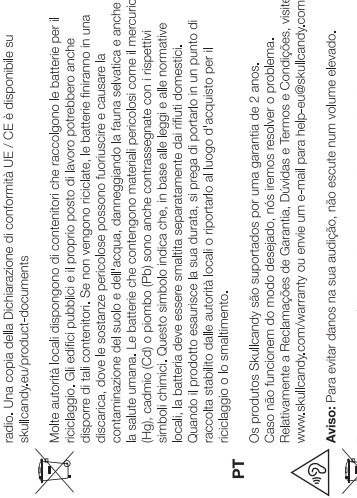 radio. Una copia della Dichiarazione di conformità UE / CE è disponibile su
skullcandy.eu/product-documents
Molte autorità locali dispongono di contenitori che raccolgono le batterie per il
riciclaggio. Gli edifici pubblici e il proprio posto di lavoro potrebbero anche
disporre di tali contenitori. Se non vengono riciclate, le batterie finiranno in una
discarica, dove le sostanze pericolose possono fuoriuscire e causare la
contaminazione del suolo e dell'acqua, danneggiando la fauna selvatica e anche
la salute umana. Le batterie che contengono materiali pericolosi come il mercurio
(Hg), cadmio (Cd) o piombo (Pb) sono anche contrassegnate con i rispettivi
simboli chimici. Questo simbolo indica che, in base alle leggi e alle normative
locali, la batteria deve essere smaltita separatamente dai rifiuti domestici.
Quando il prodotto esaurisce la sua durata, si prega di portarlo in un punto di
raccolta stabilito dalle autorità locali o riportarlo al luogo d'acquisto per il
riciclaggio o lo smaltimento.
PT
Os produtos Skullcandy são suportados por uma garantia de 2 anos.
Caso não funcionem do modo desejado, nós iremos resolver o problema.
Relativamente a Reclamações de Garantia, Dúvidas e Termos e Condições, visite
www.skullcandy.com/warranty ou envie um e-mail para help-eu@skullcandy.com
Aviso: Para evitar danos na sua audição, não escute num volume elevado.